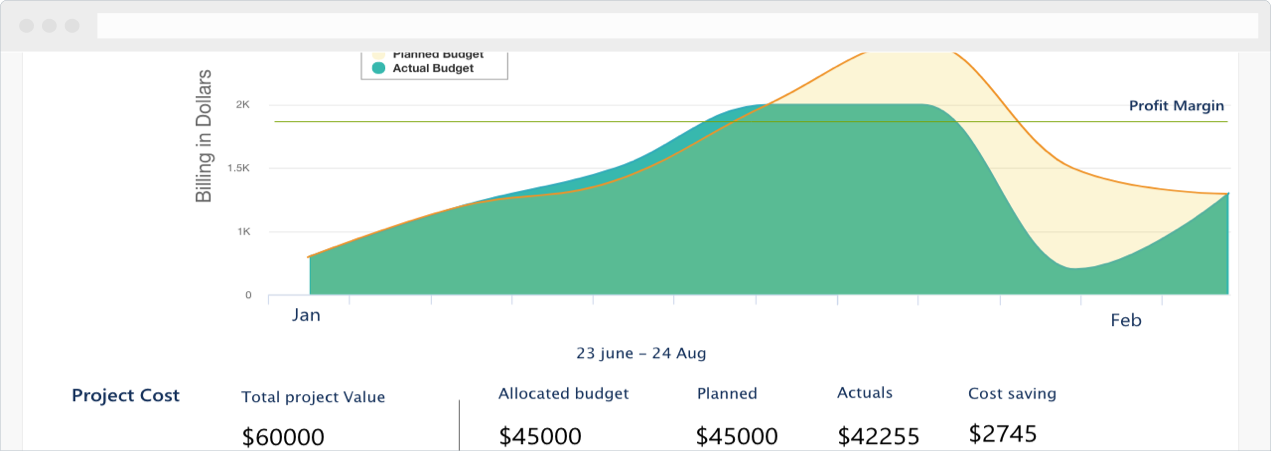 Planned Budget
Actual Budget
Billing in Dollars
2K
1.5K
1K
0
Profit Margin
Jan
Feb
23 june – 24 Aug
Project Cost
Total project Value
$60000
Allocated budget
$45000
Planned
$45000
Actuals
$42255
Cost saving
$2745